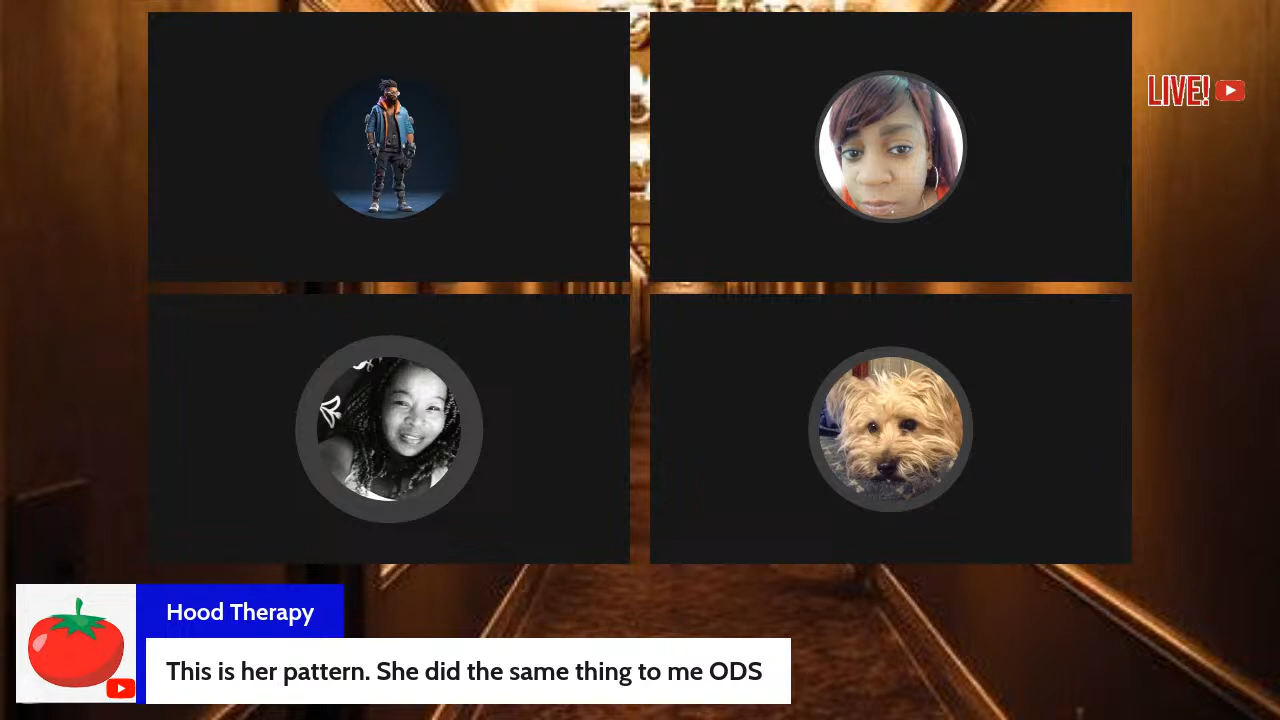 LIVE!
Hood Therapy
This is her pattern. She did the same thing to me ODS